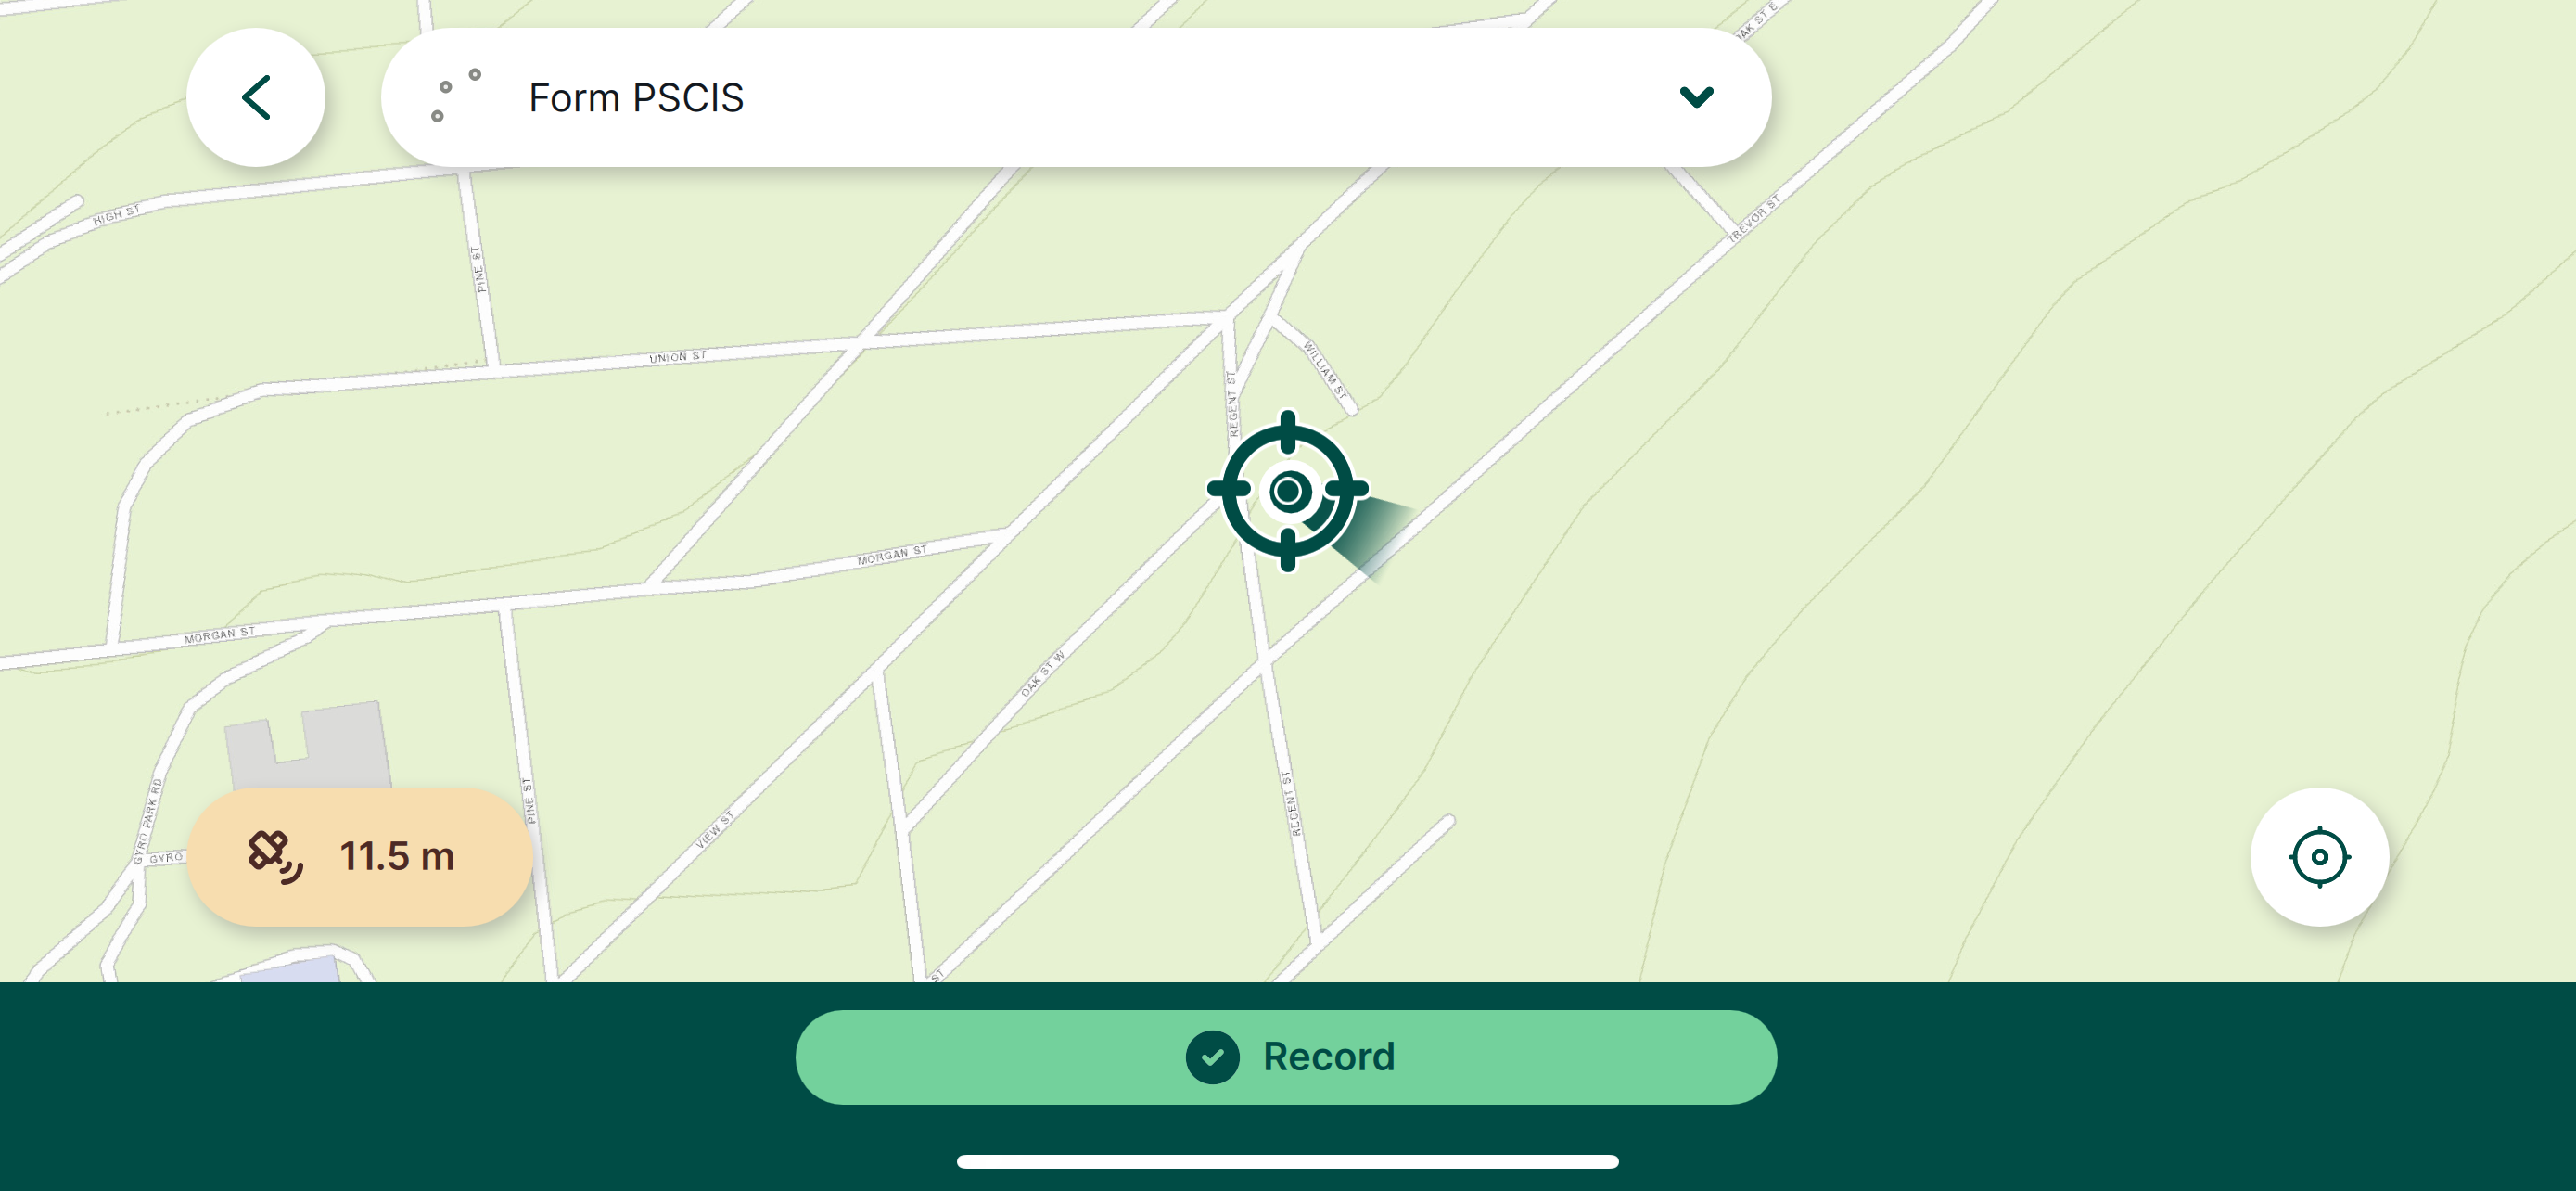 OAK ST E
Form PSCIS
HIGH ST
TREVOR ST
PINE ST
UNION ST
WILLIAM ST
REGENT ST
MORGAN ST
MORGAN ST
OAK ST W
GYRO PARK RD
PINE ST
VIEW ST
REGENT ST
GYRO
11.5 m
ST
Record